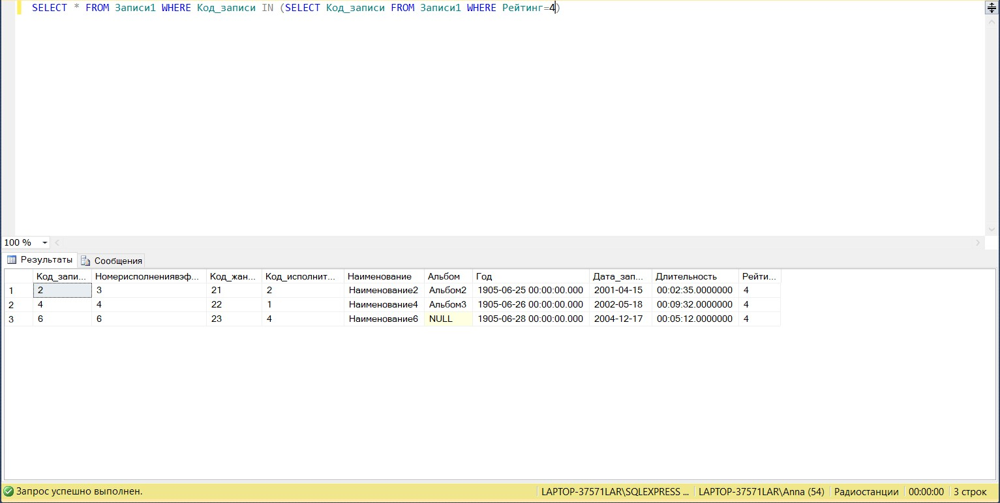 SELECT * FROM Записи1 WHERE Код_записи IN (SELECT Код_записи FROM Записи1 WHERE Рейтинг=4)
100 %
Результаты Сообщения
Код_запи... Номерисполнениявэф... Код_жан... Код_исполнит... Наименование Альбом Год Дата_зап... Длительность Рейти...
1 2 3 21 2 Наименование2 Альбом2 1905-06-25 00:00:00.000 2001-04-15 00:02:35.0000000 4
2 4 4 22 1 Наименование4 Альбом3 1905-06-26 00:00:00.000 2002-05-18 00:09:32.0000000 4
3 6 6 23 4 Наименование6 NULL 1905-06-28 00:00:00.000 2004-12-17 00:05:12.0000000 4
Запрос успешно выполнен. LAPTOP-37571LAR\SQLEXPRESS ... LAPTOP-37571LAR\Anna (54) Радиостанции 00:00:00 3 строк